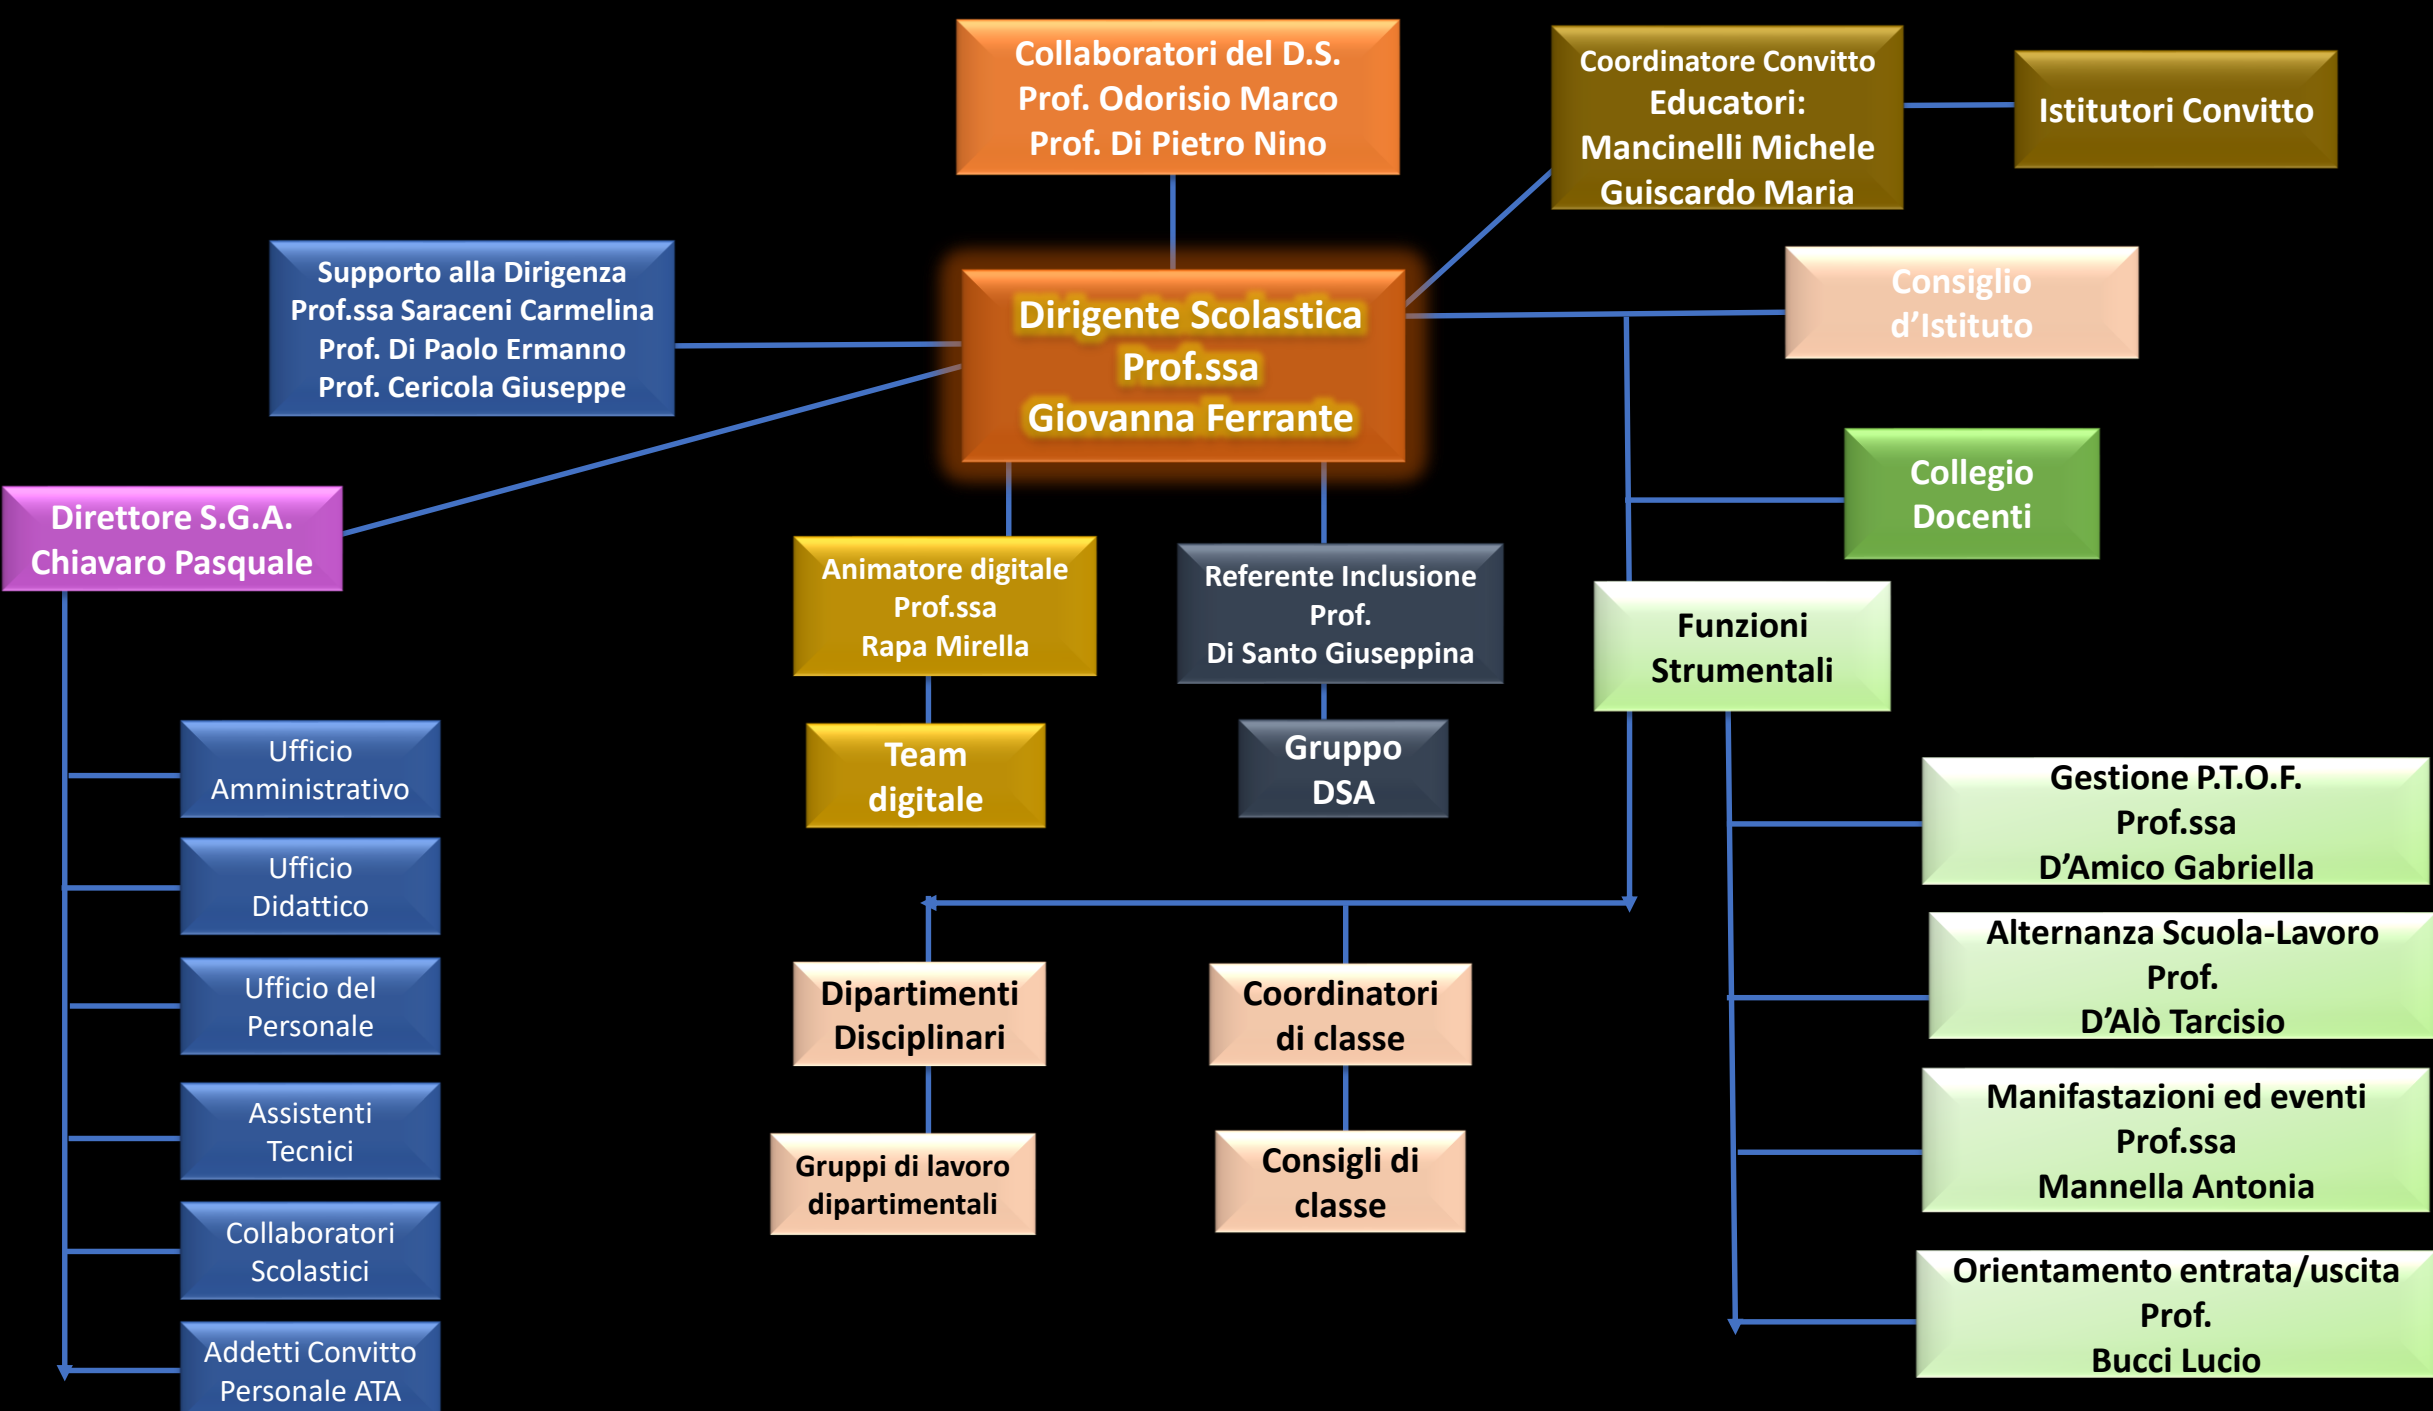 Collaboratori del D.S.
Prof. Odorisio Marco
Prof. Di Pietro Nino
Coordinatore Convitto
Educatori:
Mancinelli Michele
Guiscardo Maria
Istitutori Convitto
Supporto alla Dirigenza
Prof.ssa Saraceni Carmelina
Prof. Di Paolo Ermanno
Prof. Cericola Giuseppe
Dirigente Scolastica
Prof.ssa
Giovanna Ferrante
Consiglio
d’Istituto
Collegio
Docenti
Direttore S.G.A.
Chiavaro Pasquale
Animatore digitale
Prof.ssa
Rapa Mirella
Referente Inclusione
Prof.
Di Santo Giuseppina
Funzioni
Strumentali
Team
digitale
Gruppo
DSA
Ufficio
Amministrativo
Ufficio
Didattico
Ufficio del
Personale
Assistenti
Tecnici
Collaboratori
Scolastici
Addetti Convitto
Personale ATA
Dipartimenti
Disciplinari
Coordinatori
di classe
Gruppi di lavoro
dipartimentali
Consigli di
classe
Gestione P.T.O.F.
Prof.ssa
D’Amico Gabriella
Alternanza Scuola-Lavoro
Prof.
D’Alò Tarcisio
Manifastazioni ed eventi
Prof.ssa
Mannella Antonia
Orientamento entrata/uscita
Prof.
Bucci Lucio